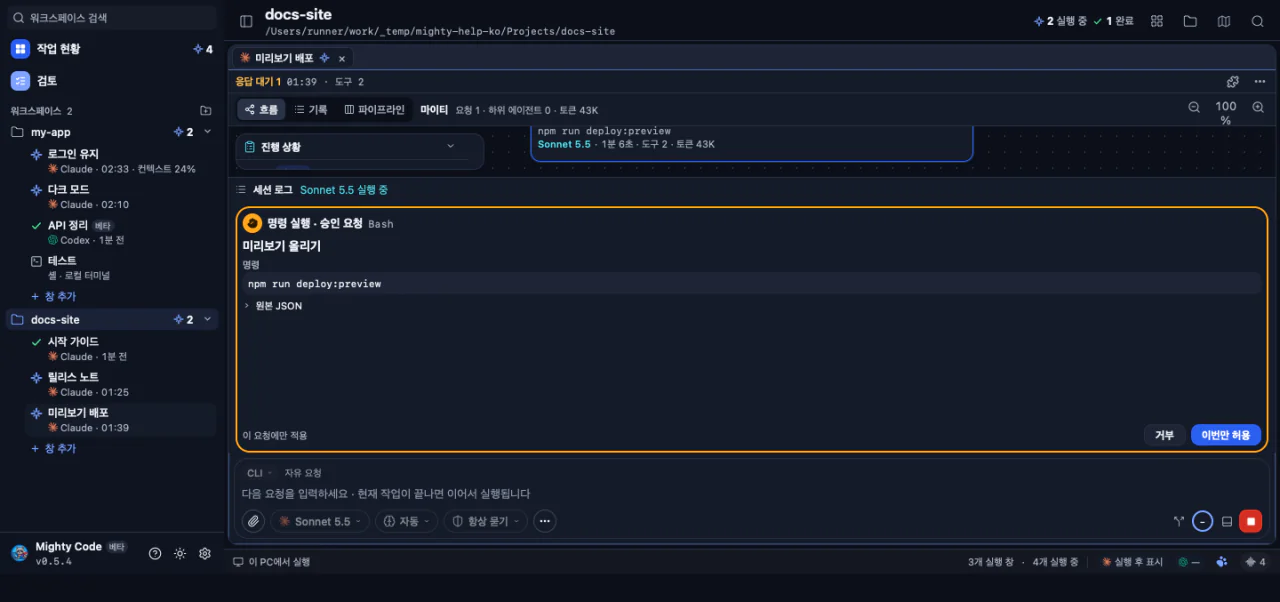 워크스페이스 검색
작업 현황 4
검토
워크스페이스 2
my-app 2
로그인 유지
Claude · 02:33 · 컨텍스트 24%
다크 모드
Claude · 02:10
API 정리 베타
Codex · 1분 전
테스트
셸 · 로컬 터미널
+ 창 추가
docs-site 2
시작 가이드
Claude · 1분 전
릴리스 노트
Claude · 01:25
미리보기 배포
Claude · 01:39
+ 창 추가
Mighty Code 베타
v0.5.4
docs-site
/Users/runner/work/_temp/mighty-help-ko/Projects/docs-site
2 실행 중 1 완료
미리보기 배포 ×
응답 대기 1 01:39 · 도구 2
흐름 기록 파이프라인 마이티 요청 1 · 하위 에이전트 0 · 토큰 43K
100
%
진행 상황
npm run deploy:preview
Sonnet 5.5 · 1분 6초 · 도구 2 · 토큰 43K
세션 로그 Sonnet 5.5 실행 중
명령 실행 · 승인 요청 Bash
미리보기 올리기
명령
npm run deploy:preview
원본 JSON
이 요청에만 적용
거부 이번만 허용
CLI 자유 요청
다음 요청을 입력하세요 · 현재 작업이 끝나면 이어서 실행됩니다
Sonnet 5.5 자동 항상 묻기
이 PC에서 실행
3개 실행 창 · 4개 실행 중 실행 후 표시 — 4